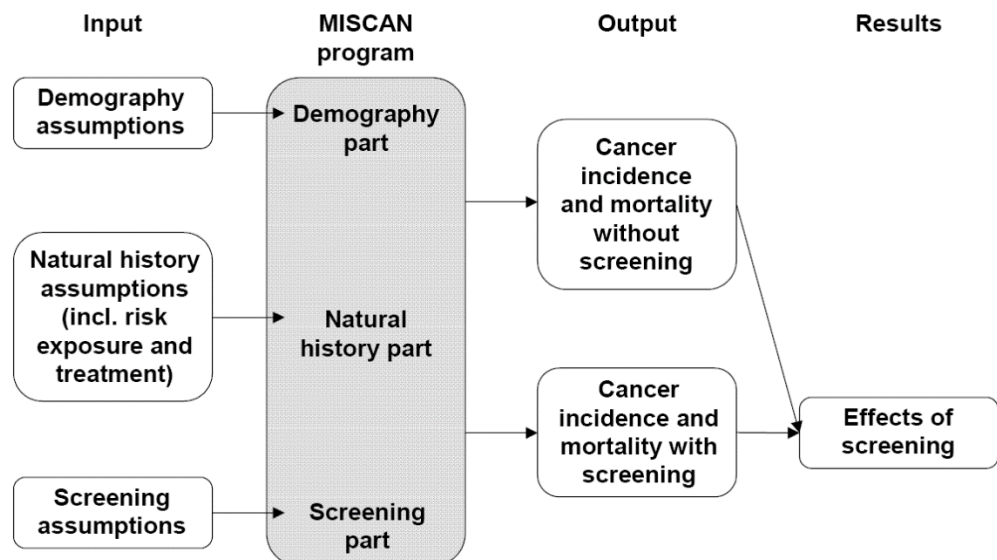 Input
MISCAN
program
Output
Results
Demography
assumptions
Demography
part
Cancer
incidence
and mortality
without
screening
Natural history
assumptions
(incl. risk
exposure and
treatment)
Natural
history part
Cancer
incidence and
mortality with
screening
Effects of
screening
Screening
assumptions
Screening
part